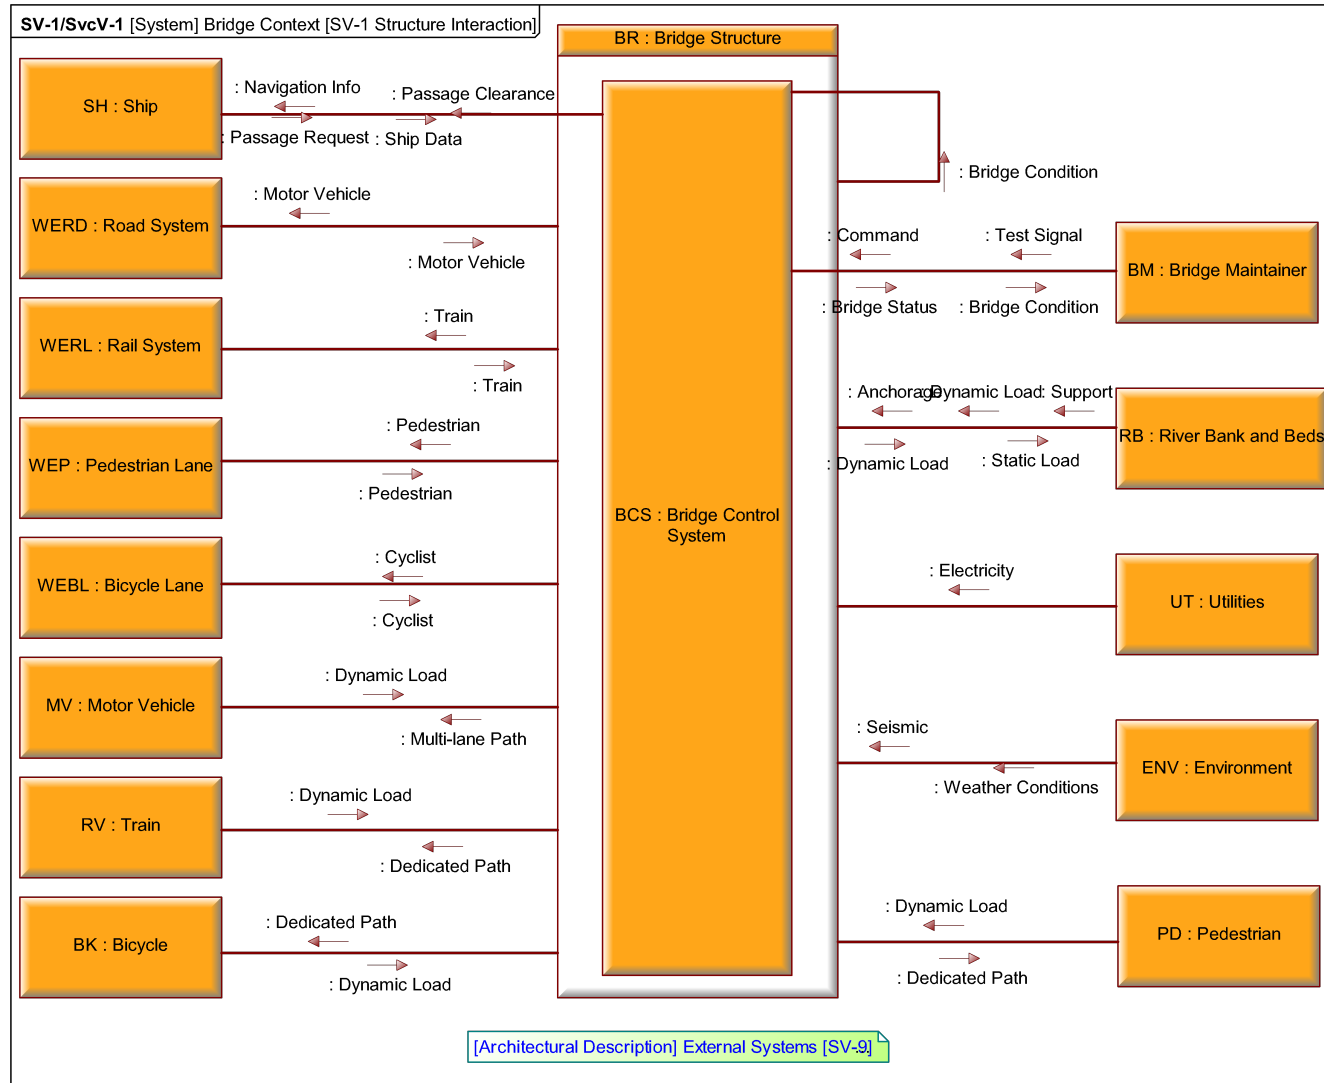 SV-1/SvcV-1 [System] Bridge Context [SV-1 Structure Interaction]
BR : Bridge Structure
SH : Ship
: Navigation Info
: Passage Clearance
: Passage Request
: Ship Data
: Bridge Condition
WERD : Road System
: Motor Vehicle
: Motor Vehicle
: Command
: Test Signal
BM : Bridge Maintainer
: Bridge Status
: Bridge Condition
WERL : Rail System
: Train
: Train
: Anchorage
: Dynamic Load
: Support
RB : River Bank and Beds
: Dynamic Load
: Static Load
WEP : Pedestrian Lane
: Pedestrian
: Pedestrian
BCS : Bridge Control
System
WEBL : Bicycle Lane
: Cyclist
: Cyclist
: Electricity
UT : Utilities
MV : Motor Vehicle
: Dynamic Load
: Multi-lane Path
: Seismic
: Weather Conditions
ENV : Environment
RV : Train
: Dynamic Load
: Dedicated Path
BK : Bicycle
: Dedicated Path
: Dynamic Load
: Dynamic Load
: Dedicated Path
PD : Pedestrian
[Architectural Description] External Systems [SV-9]